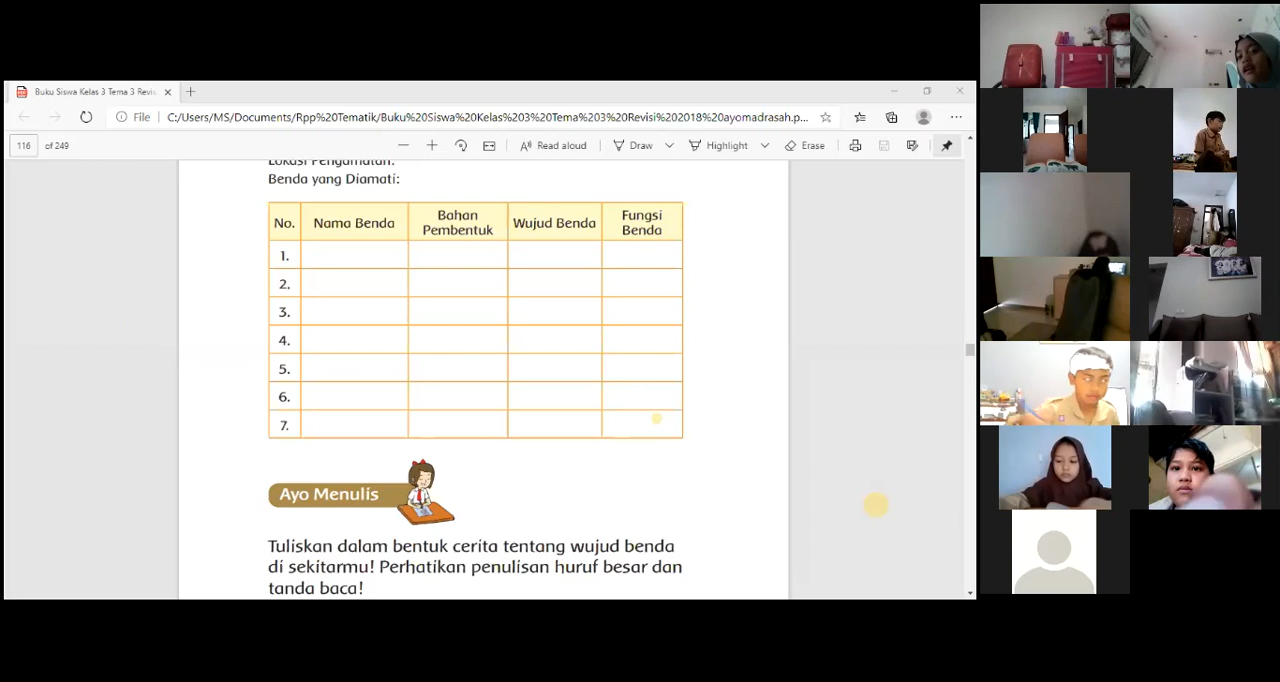 Buku Siswa Kelas 3 Tema 3 Revis
File
C:/Users/MS/Documents/Rpp%20Tematik/Buku%20Siswa%20Kelas%203%20Tema%203%20Revisi%202018%20ayomadrasah.p...
116 of 249
Read aloud
Draw
Highlight
Erase
Lokasi Pengamatan:
Benda yang Diamati:
No. Nama Benda Bahan Pembentuk Wujud Benda Fungsi Benda
1.
2.
3.
4.
5.
6.
7.
Ayo Menulis
Tuliskan dalam bentuk cerita tentang wujud benda
di sekitarmu! Perhatikan penulisan huruf besar dan
tanda baca!